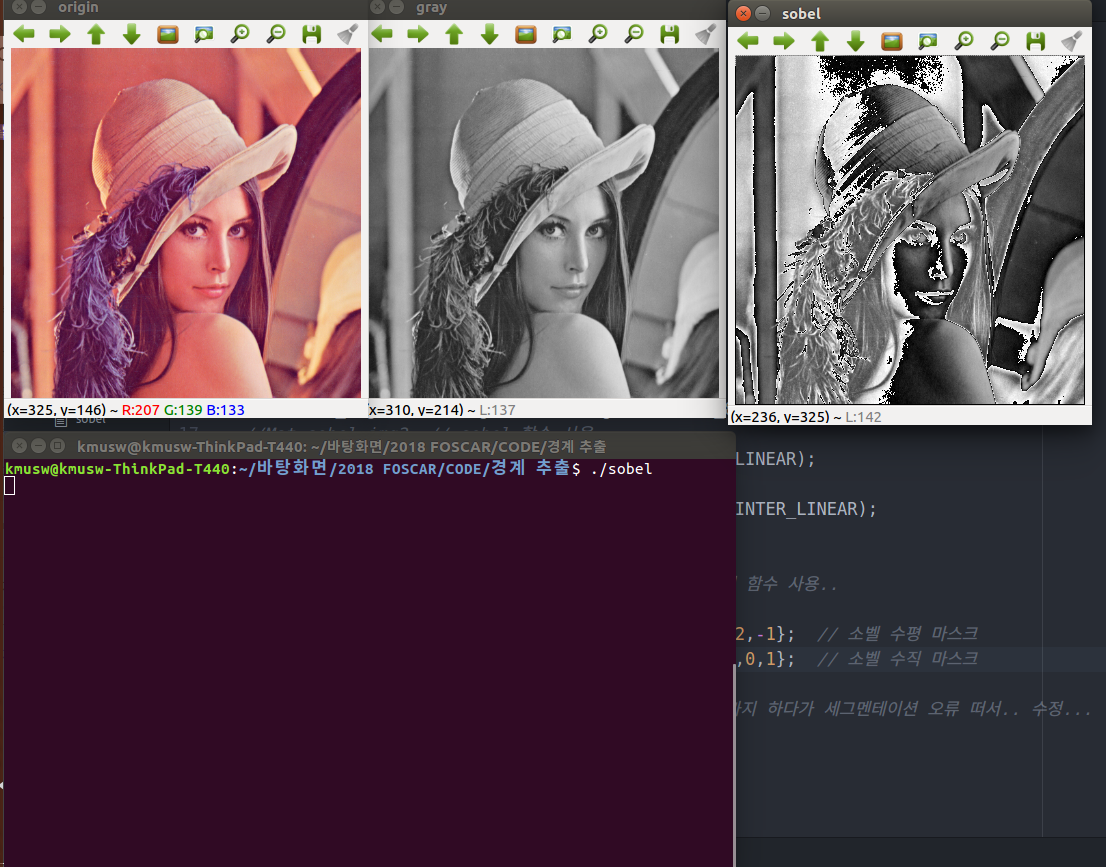 origin
gray
sobel
(x=325, y=146) ~ R:207 G:139 B:133
(x=310, y=214) ~ L:137
(x=236, y=325) ~ L:142
sobel
17
kmusw@kmusw-ThinkPad-T440: ~/바탕화면/2018 FOSCAR/CODE/경계 추출
kmusw@kmusw-ThinkPad-T440:~/바탕화면/2018 FOSCAR/CODE/경계 추출$ ./sobel
LINEAR);
INTER_LINEAR);
함수 사용..
2,-1}; // 소벨 수평 마스크
,0,1}; // 소벨 수직 마스크
하다가 세그멘테이션 오류 떠서.. 수정...